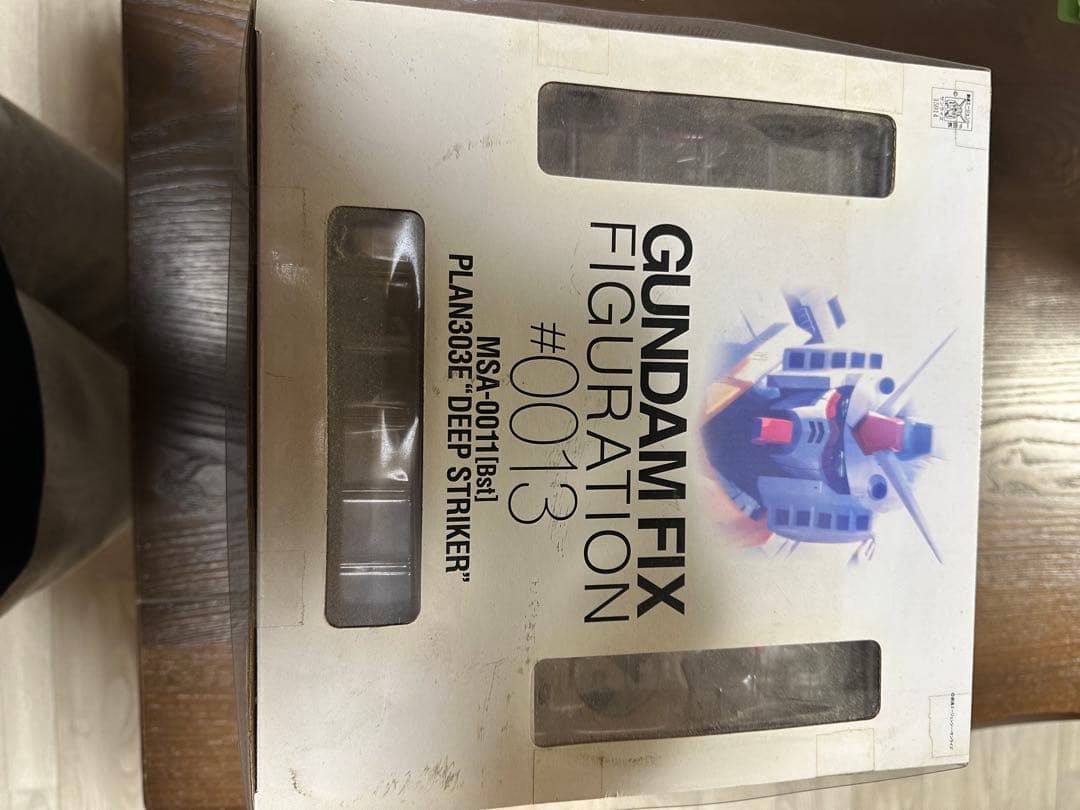 GUNDAM FIX
FIGURATION
#0013
MSA-0011[Bst]
PLAN303E “DEEP STRIKER”